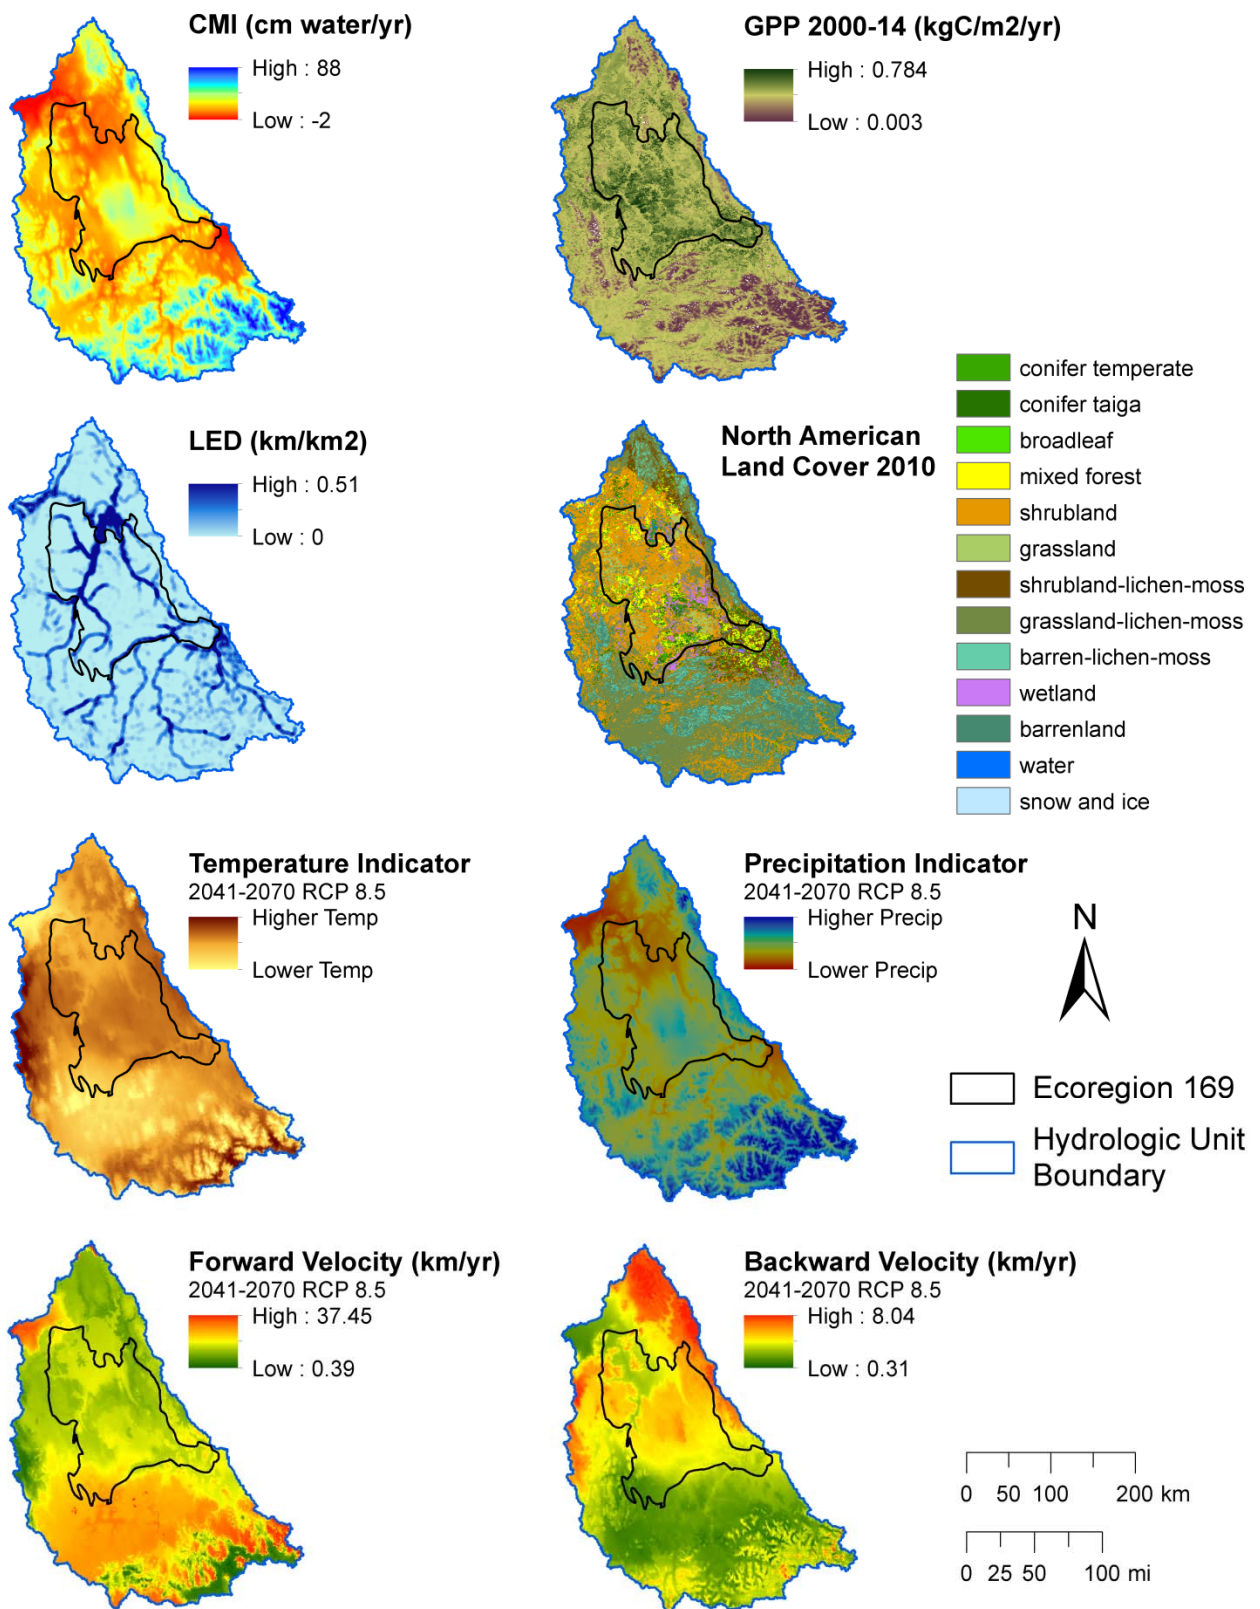 CMI (cm water/yr)
High : 88
Low : -2
GPP 2000-14 (kgC/m2/yr)
High : 0.784
Low : 0.003
LED (km/km2)
High : 0.51
Low : 0
North American
Land Cover 2010
conifer temperate
conifer taiga
broadleaf
mixed forest
shrubland
grassland
shrubland-lichen-moss
grassland-lichen-moss
barren-lichen-moss
wetland
barrenland
water
snow and ice
Temperature Indicator
2041-2070 RCP 8.5
Higher Temp
Lower Temp
Precipitation Indicator
2041-2070 RCP 8.5
Higher Precip
Lower Precip
N
Ecoregion 169
Hydrologic Unit
Boundary
Forward Velocity (km/yr)
2041-2070 RCP 8.5
High : 37.45
Low : 0.39
Backward Velocity (km/yr)
2041-2070 RCP 8.5
High : 8.04
Low : 0.31
0 50 100 200 km
0 25 50 100 mi